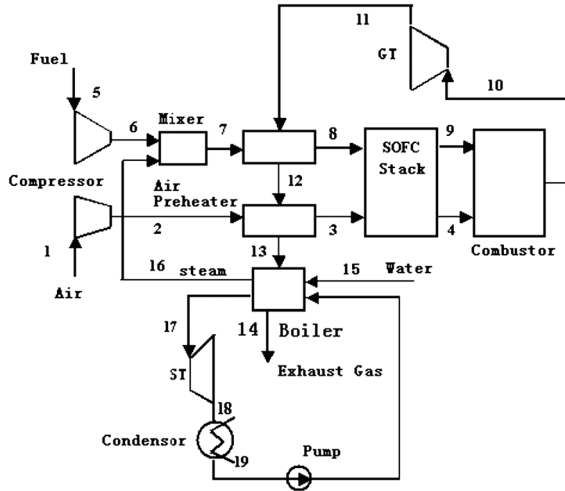 11
GT
10
Fuel
5
6
Mixer
7
8
9
SOFC
Stack
Compressor
Air
Preheater
12
2
3
4
Combustor
1
13
16
steam
15
Water
Air
17
14
Boiler
ST
Exhaust Gas
18
Condensor
19
Pump